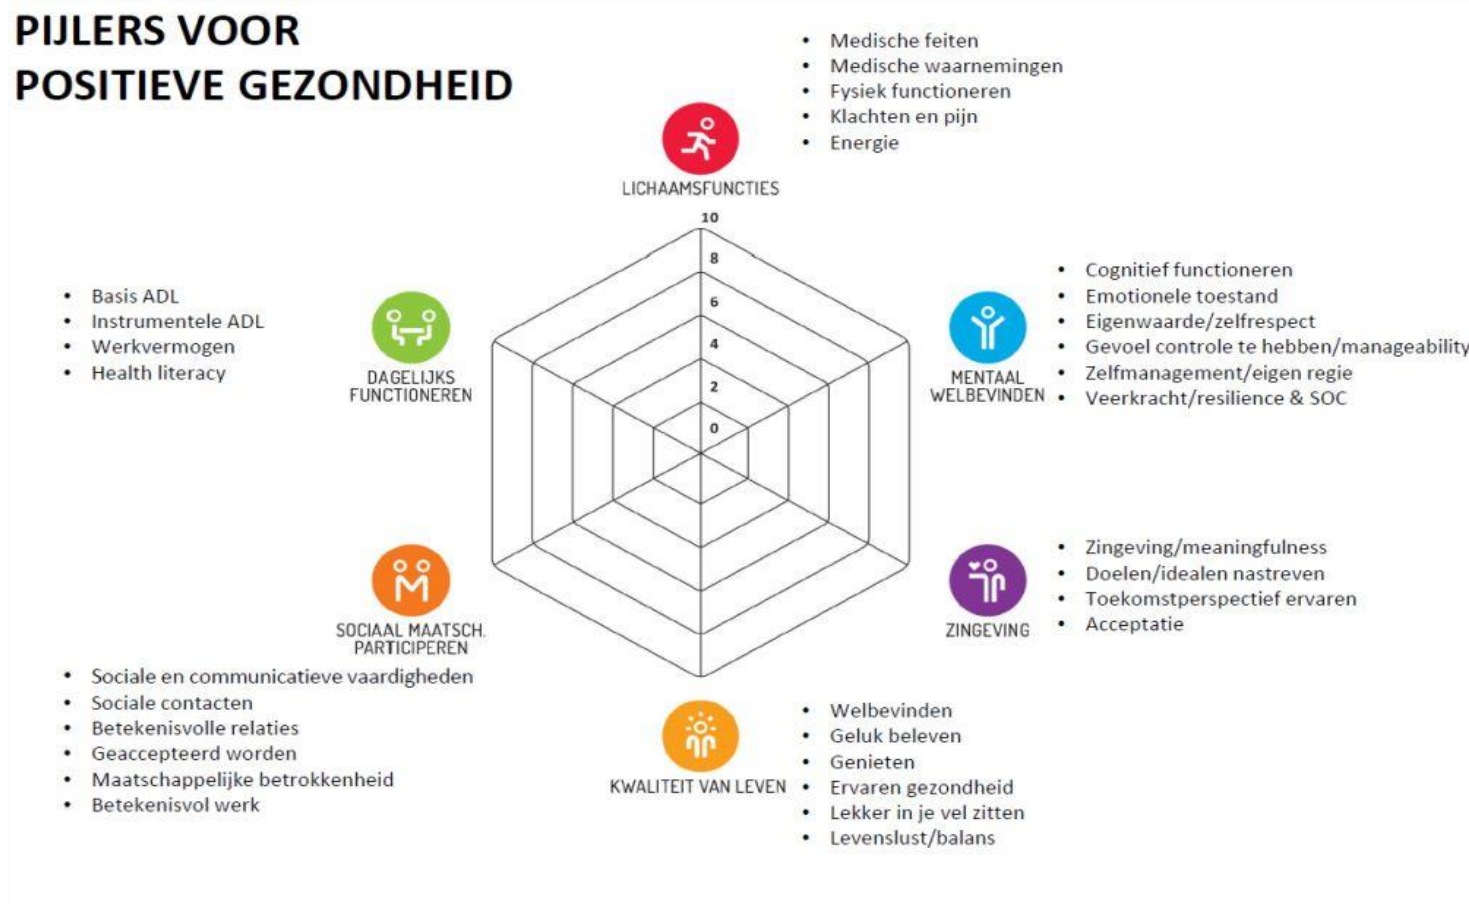 PIJLERS VOOR
POSITIEVE GEZONDHEID
• Medische feiten
• Medische waarnemingen
• Fysiek functioneren
• Klachten en pijn
• Energie
LICHAAMSFUNCTIES
10
8
6
4
2
0
• Cognitief functioneren
• Emotionele toestand
• Eigenwaarde/zelfrespect
• Gevoel controle te hebben/manageability
• Zelfmanagement/eigen regie
• Veerkracht/resilience & SOC
MENTAAL
WELBEVINDEN
• Zingeving/meaningfulness
• Doelen/idealen nastreven
• Toekomstperspectief ervaren
• Acceptatie
ZINGEVING
• Welbevinden
• Geluk beleven
• Genieten
• Ervaren gezondheid
• Lekker in je vel zitten
• Levenslust/balans
KWALITEIT VAN LEVEN
SOCIAAL MAATSCH.
PARTICIPEREN
• Sociale en communicatieve vaardigheden
• Sociale contacten
• Betekenisvolle relaties
• Geaccepteerd worden
• Maatschappelijke betrokkenheid
• Betekenisvol werk
• Basis ADL
• Instrumentele ADL
• Werkvermogen
• Health literacy
DAGELIJKS
FUNCTIONEREN